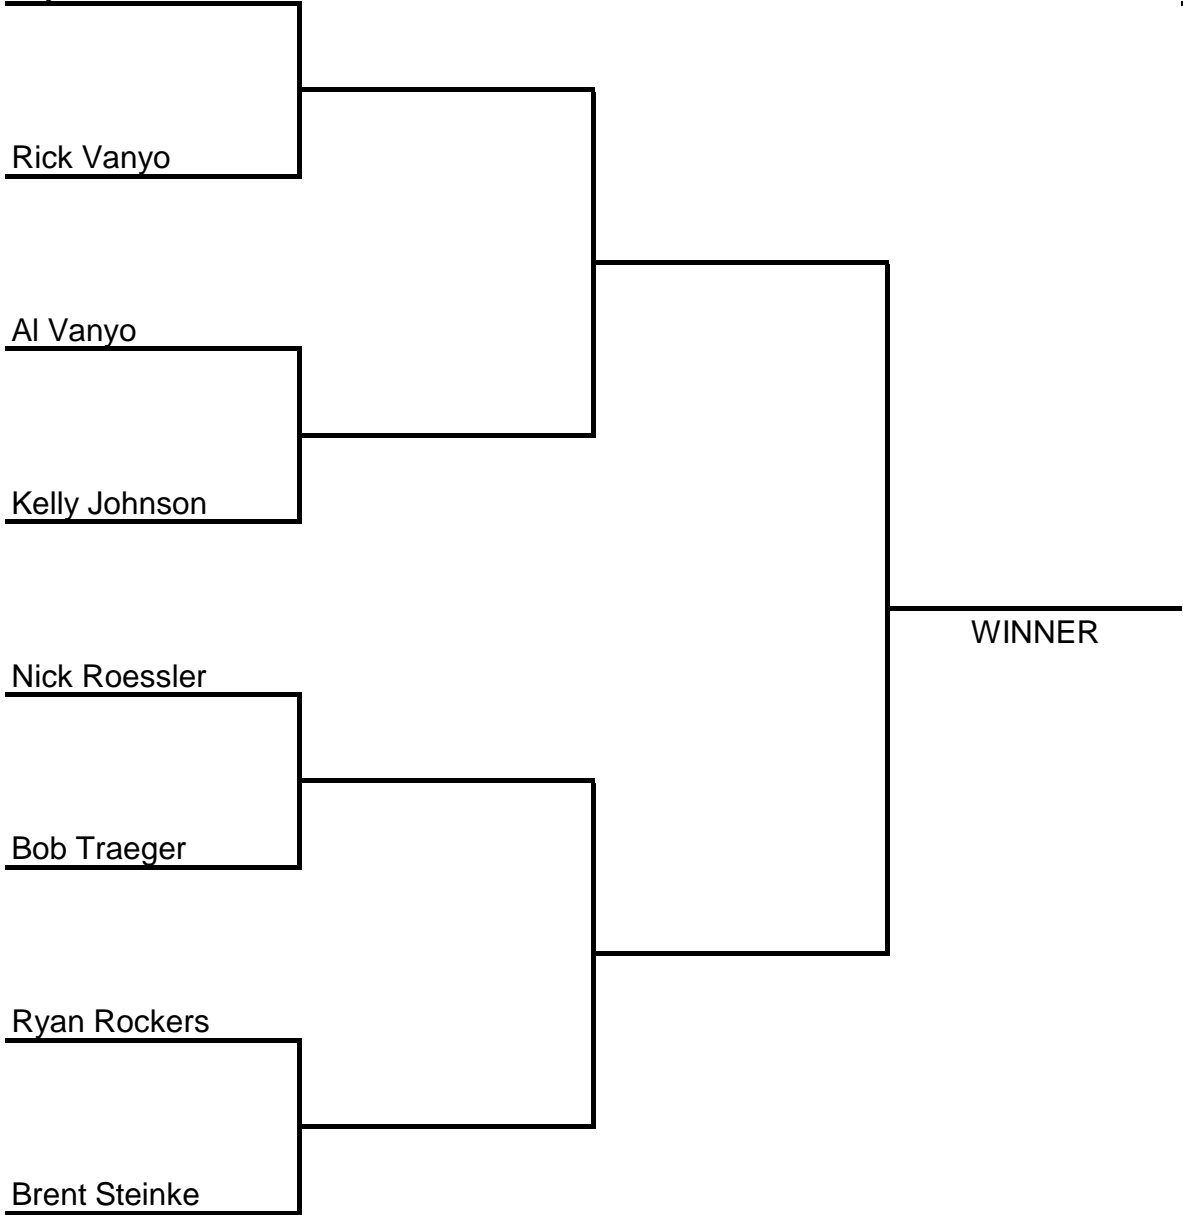 Rick Vanyo
Al Vanyo
Kelly Johnson
WINNER
Nick Roessler
Bob Traeger
Ryan Rockers
Brent Steinke